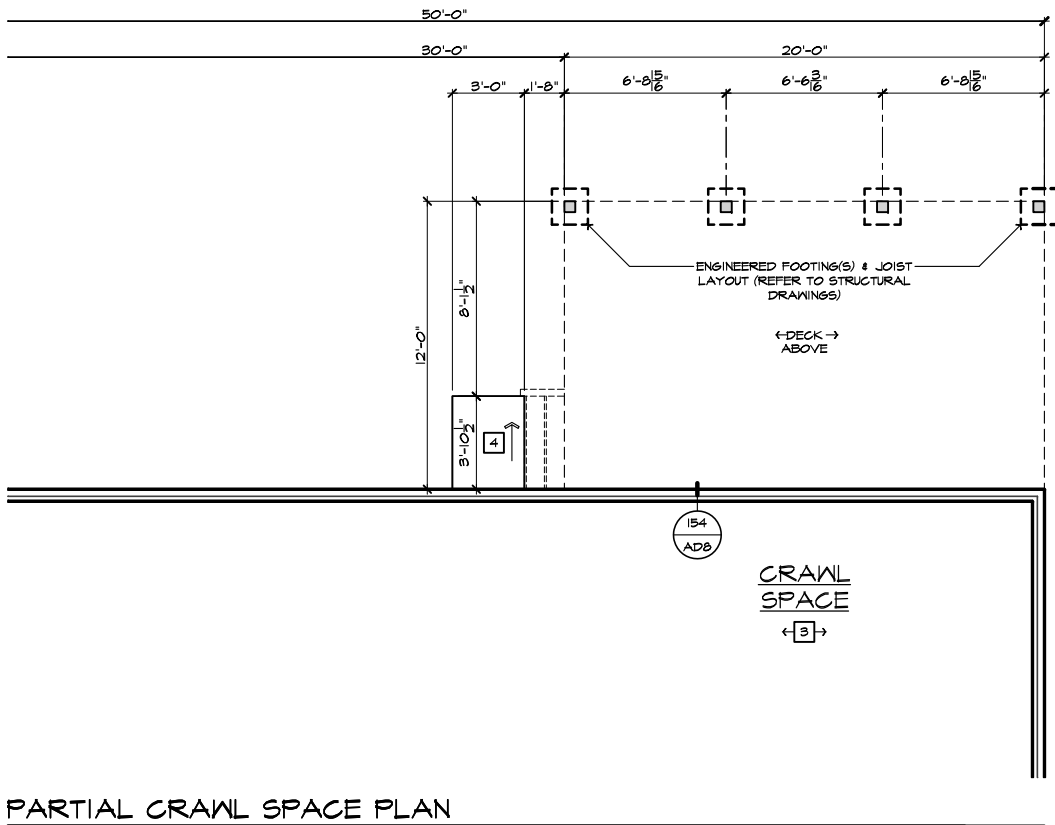 50'-0"
30'-0"
20'-0"
3'-0"
1'-8"
6'-8 15/16"
6'-6 3/16"
6'-8 15/16"
ENGINEERED FOOTING(S) & JOIST
LAYOUT (REFER TO STRUCTURAL
DRAWINGS)
8'-1 1/2"
12'-0"
DECK
ABOVE
3'-10 1/2"
4
154
AD8
CRAWL
SPACE
3
PARTIAL CRAWL SPACE PLAN